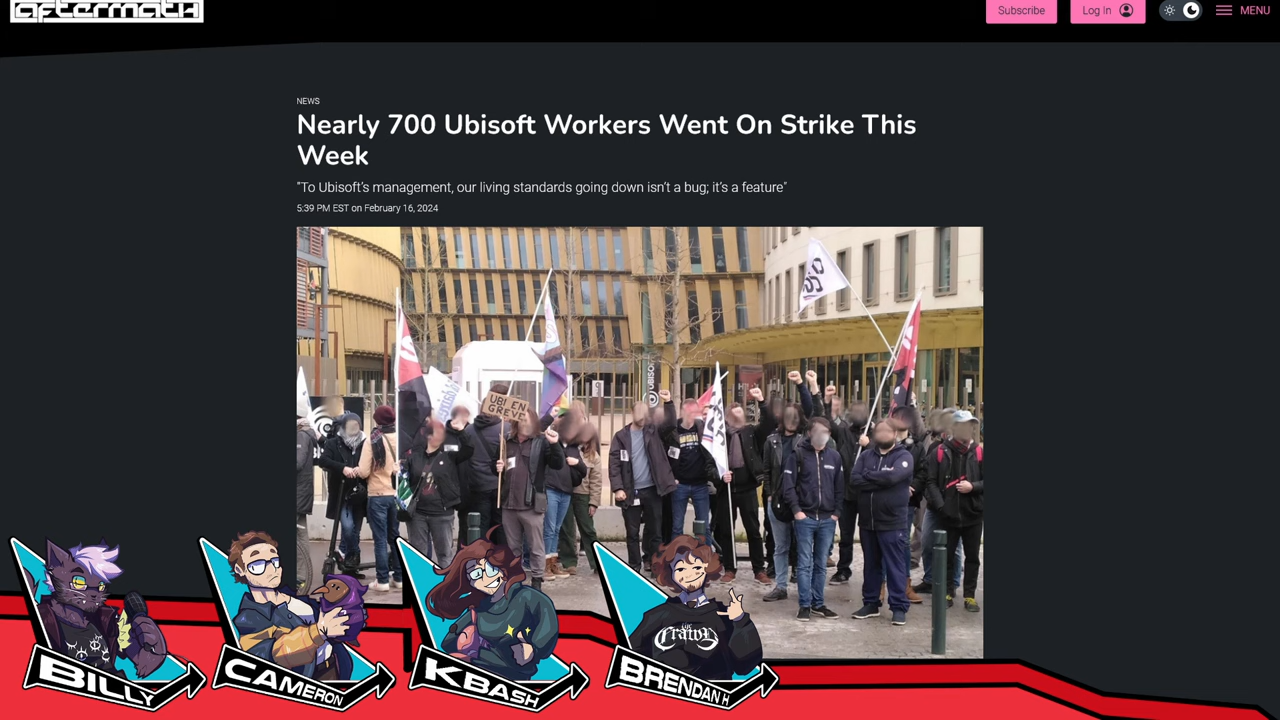 aftermath
Subscribe
Log In
MENU
NEWS
Nearly 700 Ubisoft Workers Went On Strike This
Week
"To Ubisoft's management, our living standards going down isn't a bug; it's a feature"
5:39 PM EST on February 16, 2024
UBI EN
GREVE
UBISOFT
THE
CRAWD
BILLY
CAMERON
KBASH
BRENDAN H